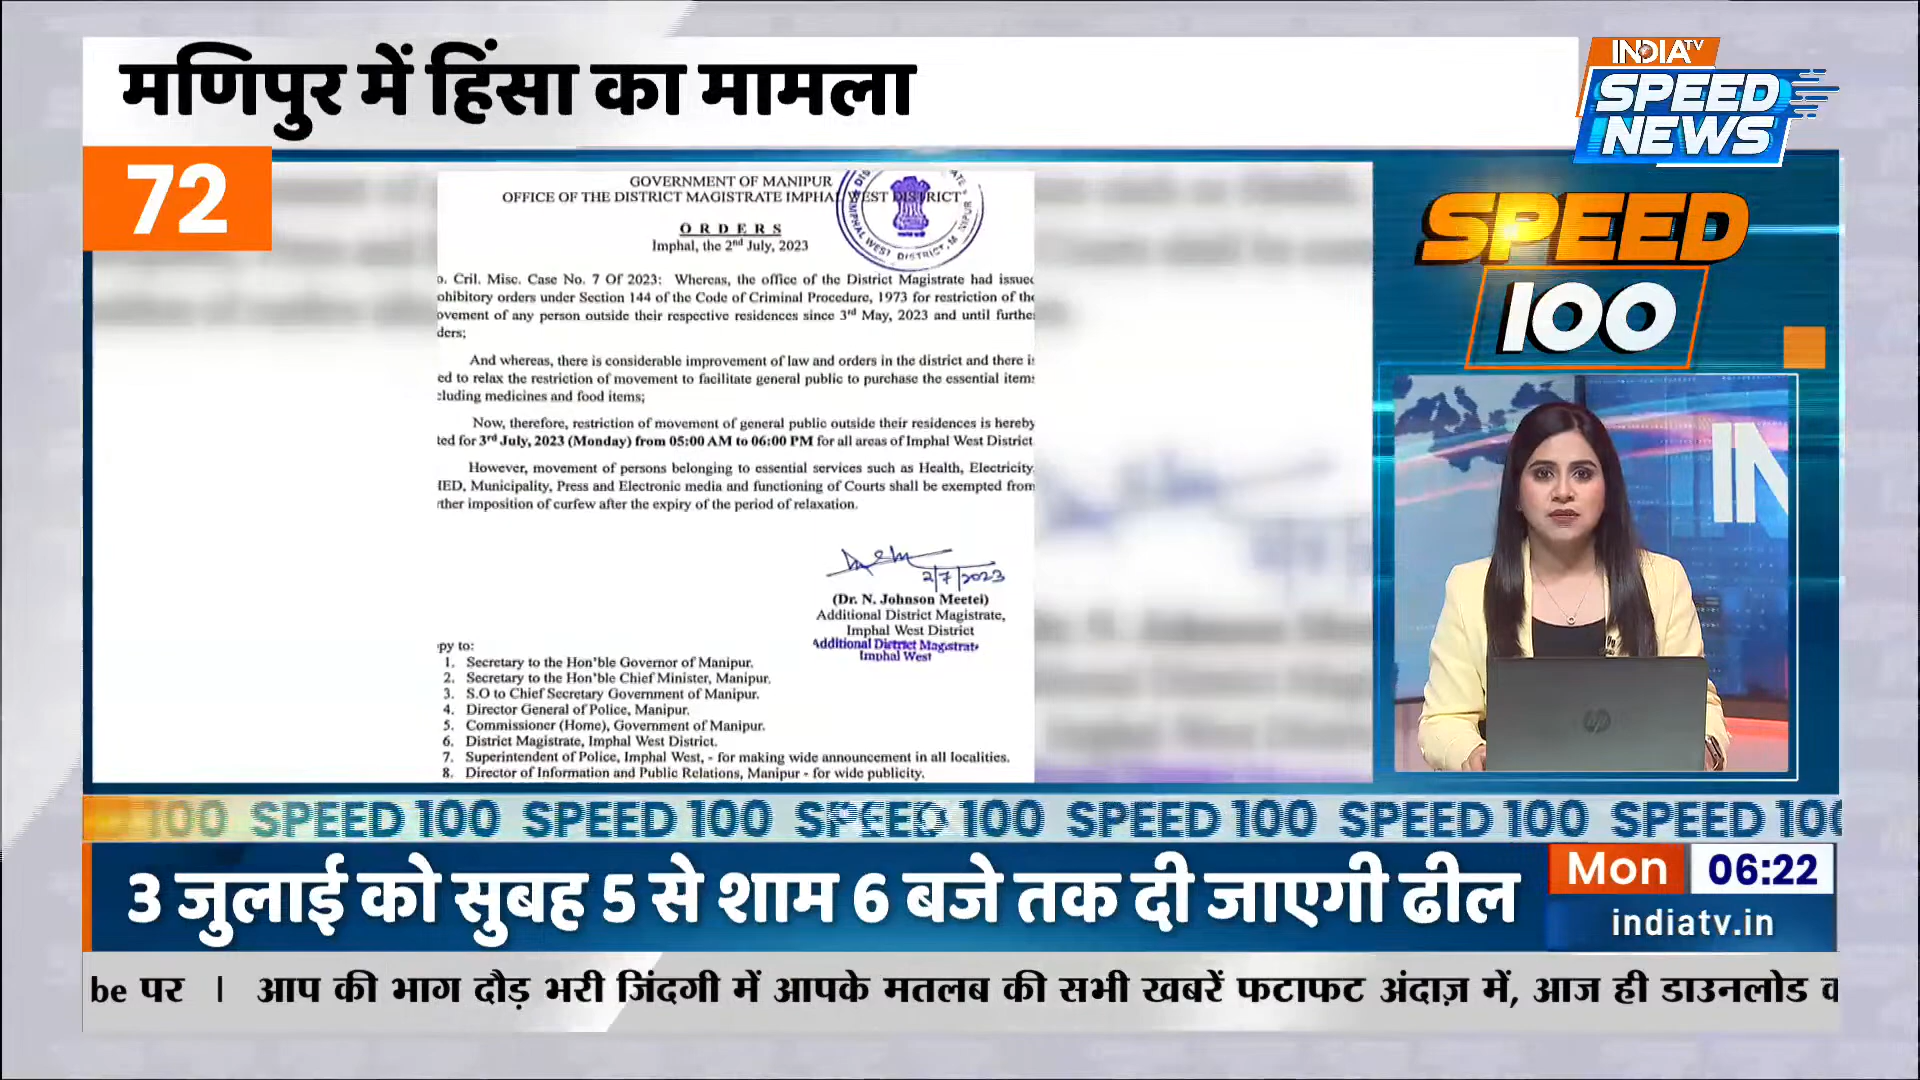 मणिपुर में हिंसा का मामला
INDIA TV
SPEED
NEWS
72
GOVERNMENT OF MANIPUR
OFFICE OF THE DISTRICT MAGISTRATE IMPHAL WEST DISTRICT
ORDERS
Imphal, the 2nd July, 2023
o. Cril. Misc. Case No. 7 Of 2023: Whereas, the office of the District Magistrate had issued
ohibitory orders under Section 144 of the Code of Criminal Procedure, 1973 for restriction of the
ovement of any person outside their respective residences since 3rd May, 2023 and until furthe
ders;
And whereas, there is considerable improvement of law and orders in the district and there is
ed to relax the restriction of movement to facilitate general public to purchase the essential items
cluding medicines and food items;
Now, therefore, restriction of movement of general public outside their residences is hereby
ted for 3rd July, 2023 (Monday) from 05:00 AM to 06:00 PM for all areas of Imphal West District
However, movement of persons belonging to essential services such as Health, Electricity,
HED, Municipality, Press and Electronic media and functioning of Courts shall be exempted from
rther imposition of curfew after the expiry of the period of relaxation.
2/7/2023
(Dr. N. Johnson Meetei)
Additional District Magistrate,
Imphal West District
Additional District Magistrate
Imphal West
py to:
1. Secretary to the Hon'ble Governor of Manipur.
2. Secretary to the Hon'ble Chief Minister, Manipur.
3. S.O to Chief Secretary Government of Manipur.
4. Director General of Police, Manipur.
5. Commissioner (Home), Government of Manipur.
6. District Magistrate, Imphal West District.
7. Superintendent of Police, Imphal West, - for making wide announcement in all localities.
8. Director of Information and Public Relations, Manipur - for wide publicity.
SPEED
100
IN
hp
100 SPEED 100 SPEED 100 SPEED 100 SPEED 100 SPEED 100 SPEED 100
3 जुलाई को सुबह 5 से शाम 6 बजे तक दी जाएगी ढील
Mon 06:22
indiatv.in
be पर | आप की भाग दौड़ भरी जिंदगी में आपके मतलब की सभी खबरें फटाफट अंदाज़ में, आज ही डाउनलोड